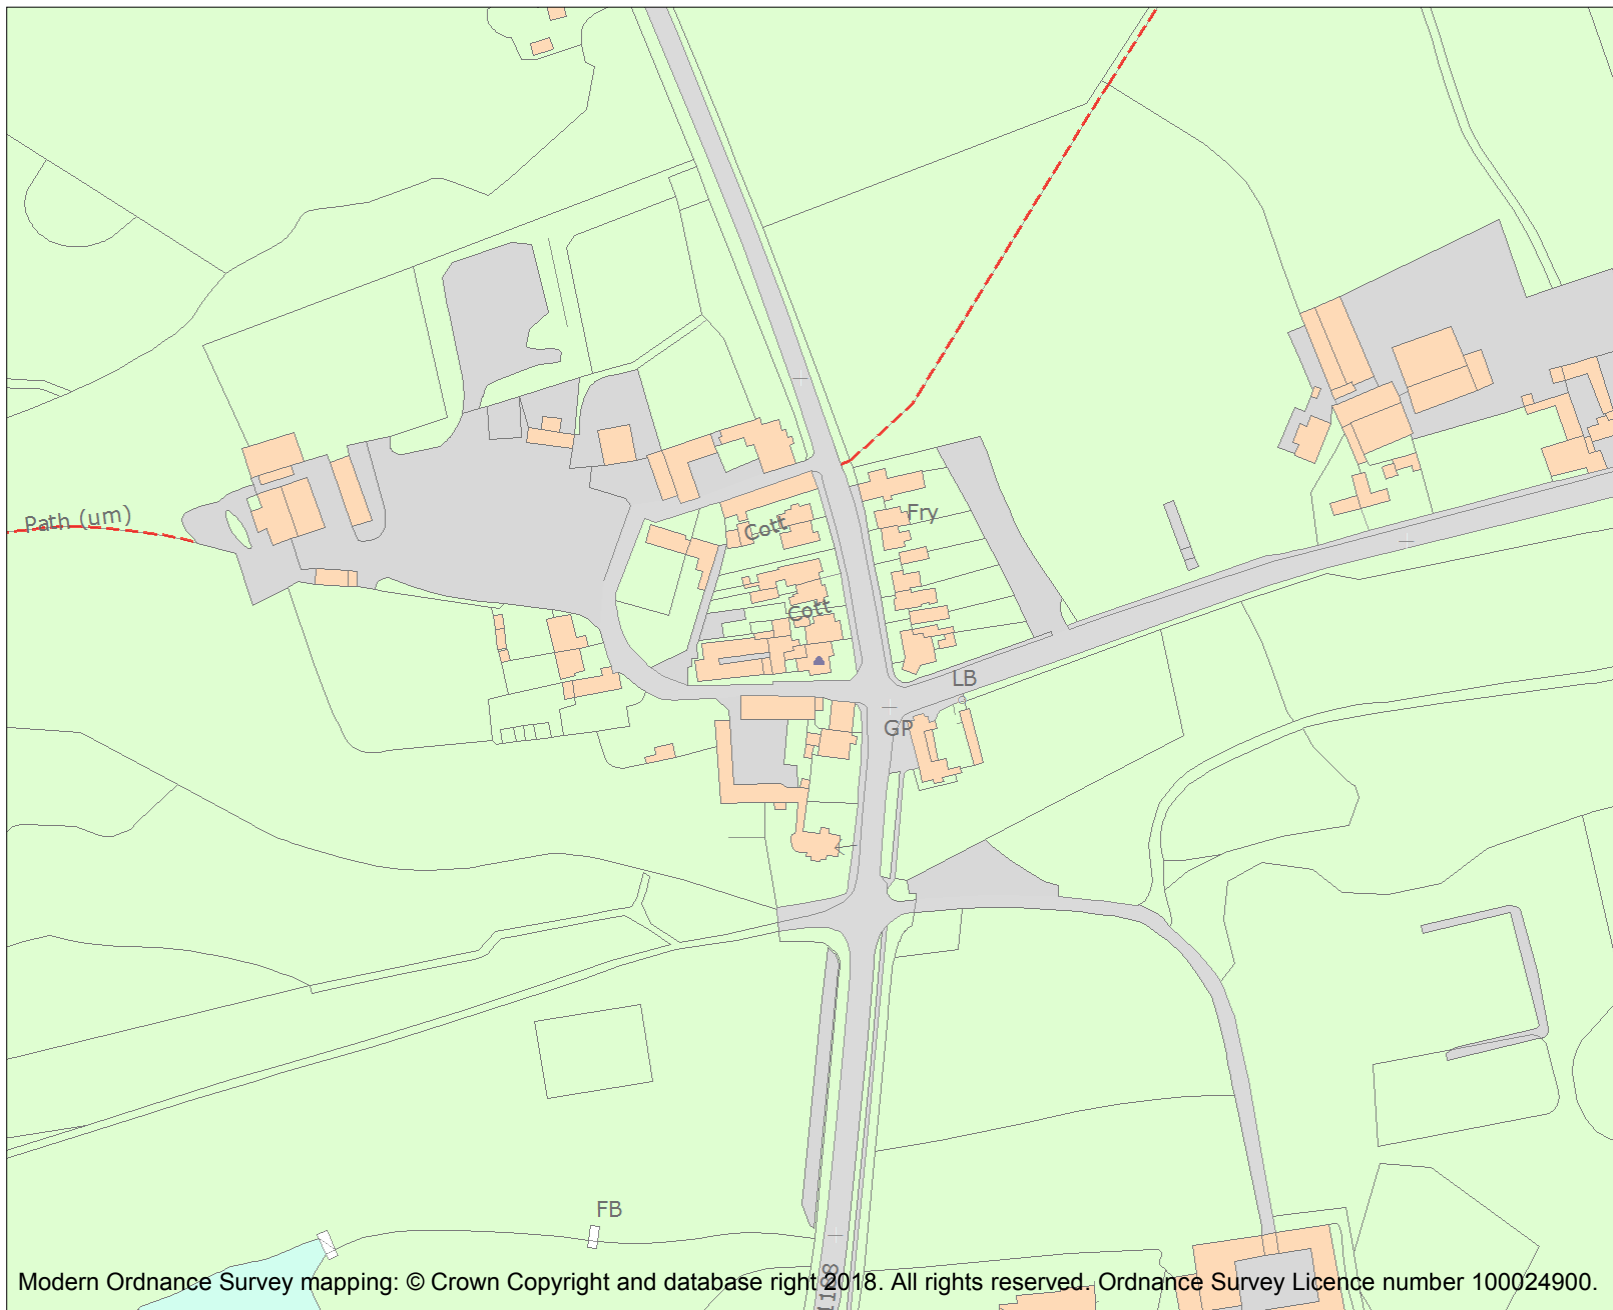 Path (um)
Cott
Fry
Cott
LB
GP
FB
Modern Ordnance Survey mapping: © Crown Copyright and database right 2018. All rights reserved. Ordnance Survey Licence number 100024900.